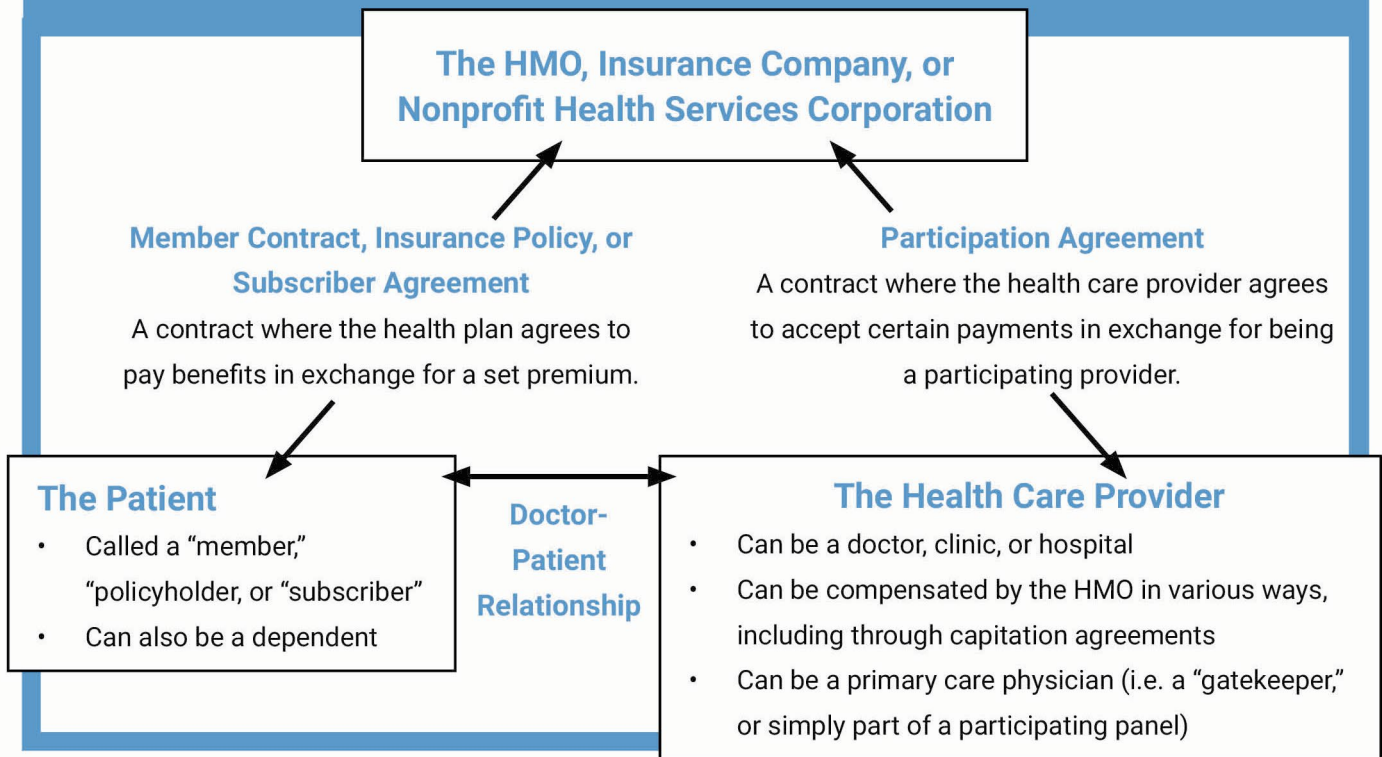 The HMO, Insurance Company, or
Nonprofit Health Services Corporation
Member Contract, Insurance Policy, or
Subscriber Agreement
A contract where the health plan agrees to
pay benefits in exchange for a set premium.
Participation Agreement
A contract where the health care provider agrees
to accept certain payments in exchange for being
a participating provider.
The Patient
• Called a “member,”
“policyholder, or “subscriber”
• Can also be a dependent
Doctor-
Patient
Relationship
The Health Care Provider
• Can be a doctor, clinic, or hospital
• Can be compensated by the HMO in various ways,
including through capitation agreements
• Can be a primary care physician (i.e. a “gatekeeper,”
or simply part of a participating panel)